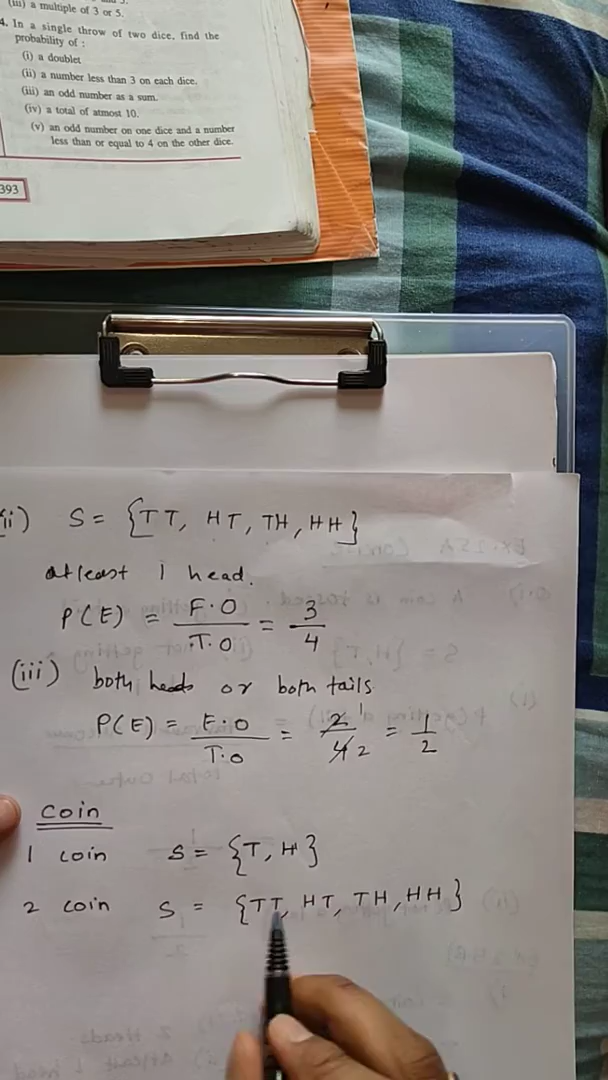 (iii) a multiple of 3 or 5.
4. In a single throw of two dice, find the
probability of :
(i) a doublet
(ii) a number less than 3 on each dice.
(iii) an odd number as a sum.
(iv) a total of atmost 10.
(v) an odd number on one dice and a number
less than or equal to 4 on the other dice.
393
ii) S = {TT, HT, TH, HH}
atleast 1 head.
P(E) = F.O/T.O = 3/4
(iii) both heads or both tails
P(E) = F.O/T.O = 2 1/4 2 = 1/2
coin
1 coin S = {T, H}
2 coin S = {TT, HT, TH, HH}